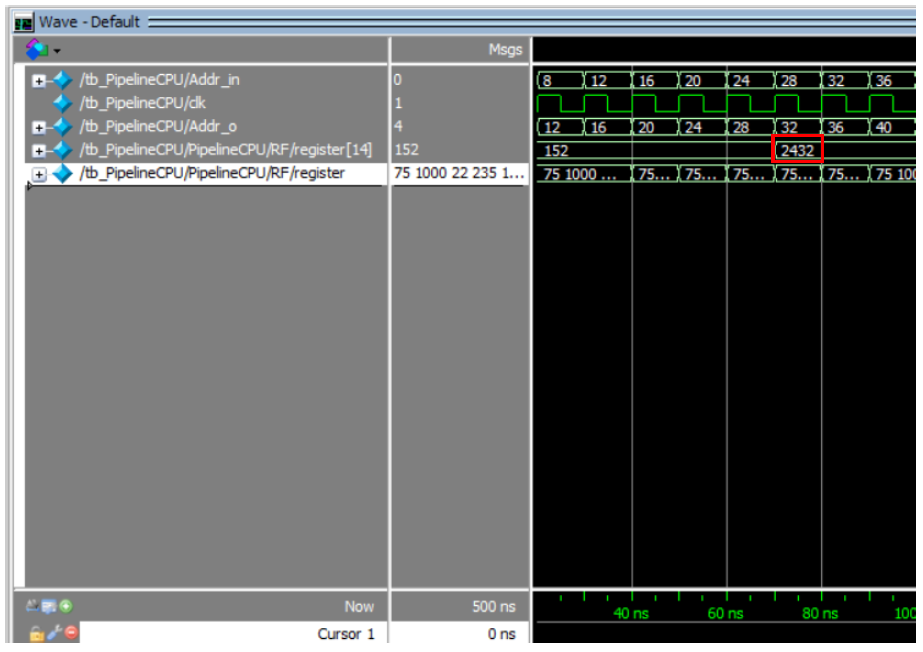 Wave - Default
Msgs
/tb_PipelineCPU/Addr_in 0 8 12 16 20 24 28 32 36
/tb_PipelineCPU/clk 1
/tb_PipelineCPU/Addr_o 4 12 16 20 24 28 32 36 40
/tb_PipelineCPU/PipelineCPU/RF/register[14] 152 152 2432
/tb_PipelineCPU/PipelineCPU/RF/register 75 1000 22 235 1... 75 1000 ... 75... 75... 75... 75... 75... 75 100
Now 500 ns 40 ns 60 ns 80 ns 100
Cursor 1 0 ns